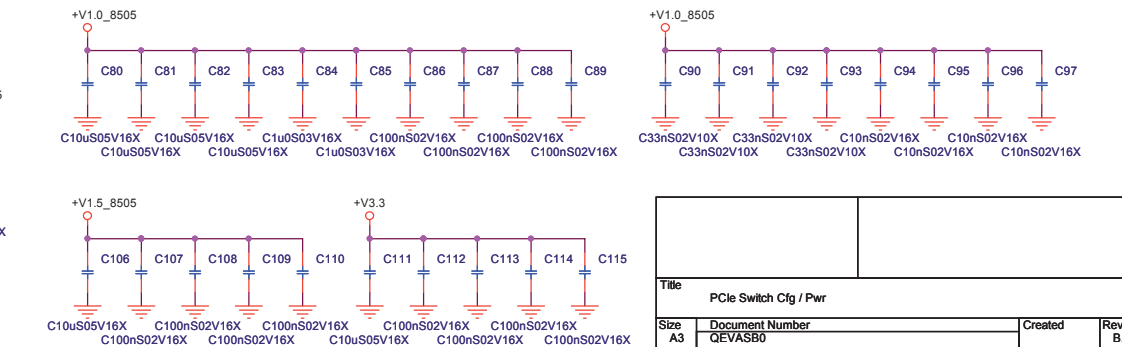 +V1.0_8505
+V1.0_8505
C80 C81 C82 C83 C84 C85 C86 C87 C88 C89
C90 C91 C92 C93 C94 C95 C96 C97
C10uS05V16X C10uS05V16X C1u0S03V16X C100nS02V16X C100nS02V16X
C10uS05V16X C10uS05V16X C1u0S03V16X C100nS02V16X C100nS02V16X
C33nS02V10X C33nS02V10X C10nS02V16X C10nS02V16X
C33nS02V10X C33nS02V10X C10nS02V16X C10nS02V16X
+V1.5_8505
+V3.3
X
C106 C107 C108 C109 C110
C111 C112 C113 C114 C115
C10uS05V16X C100nS02V16X C100nS02V16X C100nS02V16X C100nS02V16X
C100nS02V16X C100nS02V16X C10uS05V16X C100nS02V16X C100nS02V16X
Title
PCIe Switch Cfg / Pwr
Size Document Number Created Rev
A3 QEVASB0 B